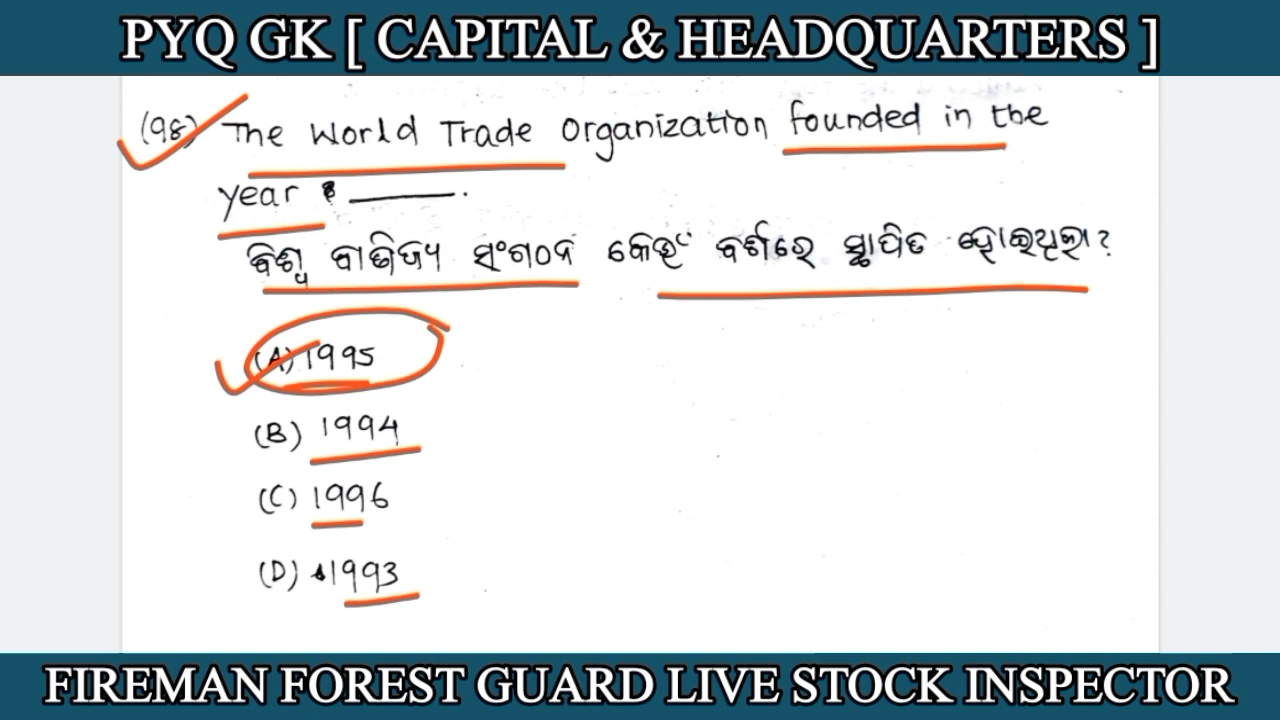 PYQ GK [ CAPITAL & HEADQUARTERS ]
(98) The World Trade Organization founded in the
year ______.
ବିଶ୍ୱ ବାଣିଜ୍ୟ ସଂଗଠନ କେଉଁ ବର୍ଷରେ ସ୍ଥାପିତ ହୋଇଥିଲା?
(A) 1995
(B) 1994
(C) 1996
(D) 1993
FIREMAN FOREST GUARD LIVE STOCK INSPECTOR